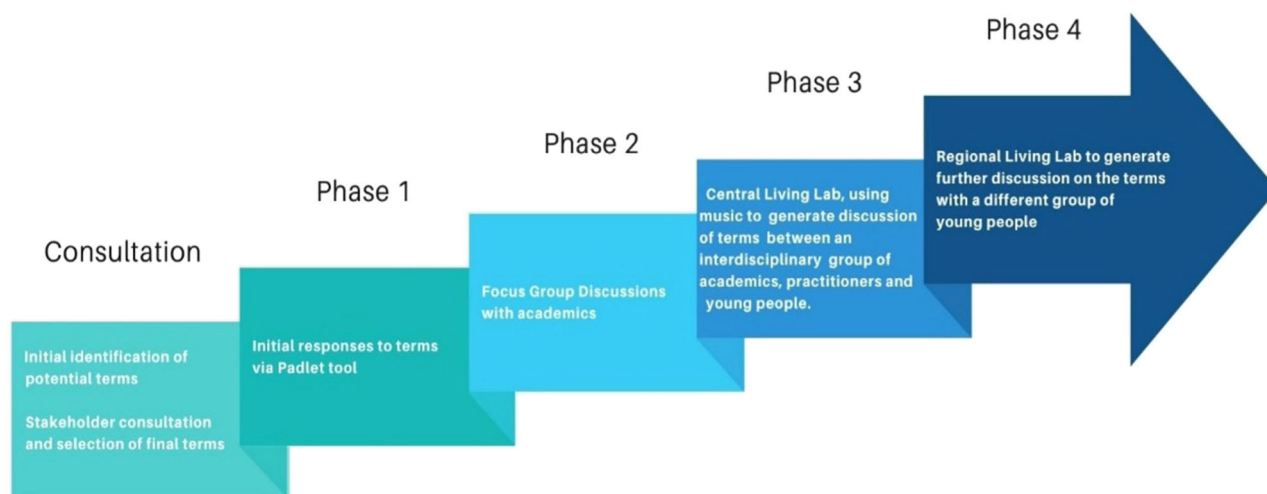 Consultation
Initial identification of
potential terms
Stakeholder consultation
and selection of final terms
Phase 1
Initial responses to terms
via Padlet tool
Phase 2
Focus Group Discussions
with academics
Phase 3
Central Living Lab, using
music to generate discussion
of terms between an
interdisciplinary group of
academics, practitioners and
young people.
Phase 4
Regional Living Lab to generate
further discussion on the terms
with a different group of
young people